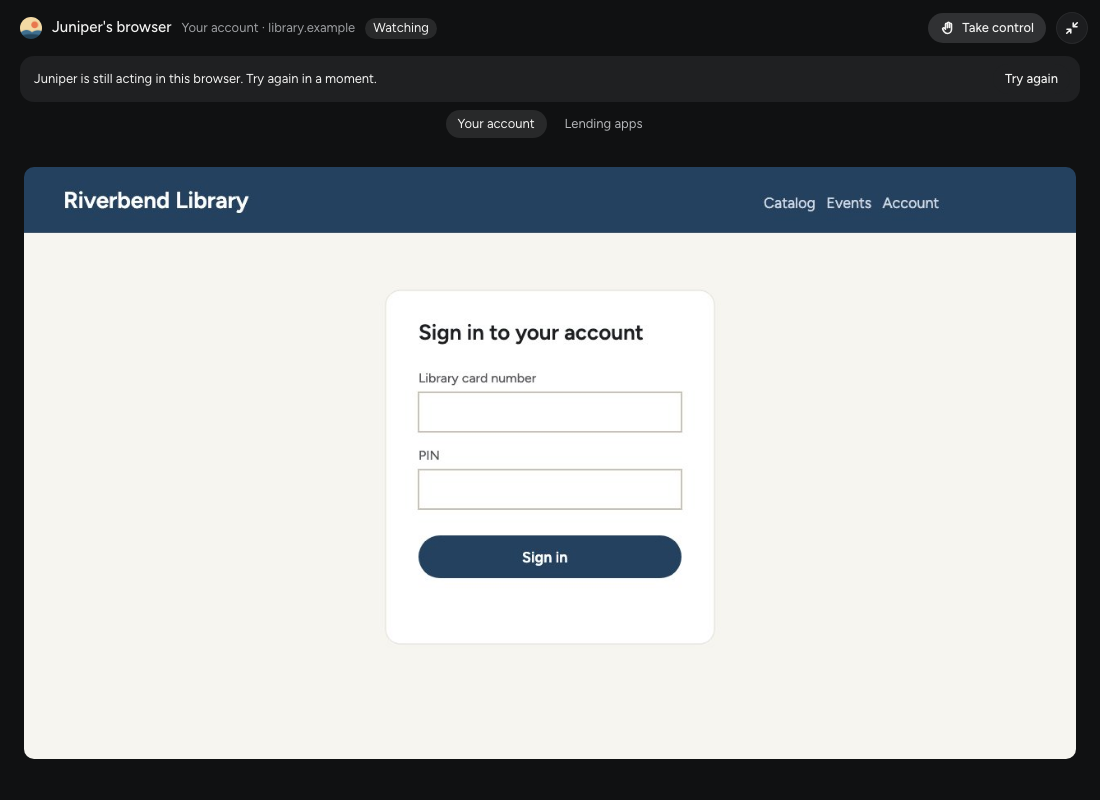 Juniper's browser Your account · library.example Watching Take control
Juniper is still acting in this browser. Try again in a moment. Try again
Your account Lending apps
Riverbend Library Catalog Events Account
Sign in to your account
Library card number
PIN
Sign in